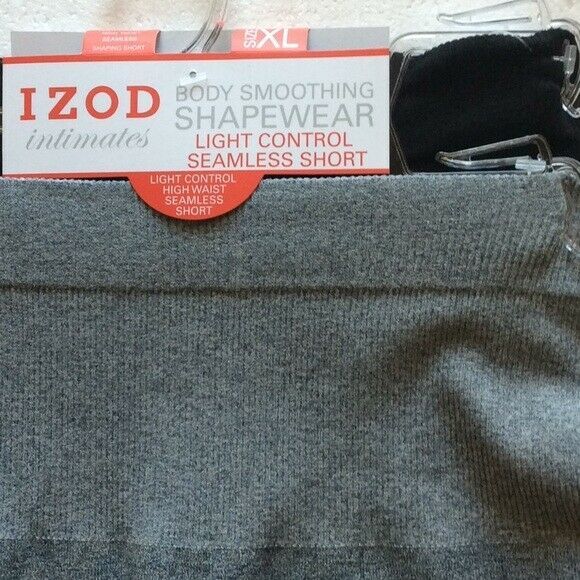 SEAMLESS
SHAPING SHORT
SIZE XL
IZOD
intimates
BODY SMOOTHING
SHAPEWEAR
LIGHT CONTROL
SEAMLESS SHORT
LIGHT CONTROL
HIGH WAIST
SEAMLESS
SHORT